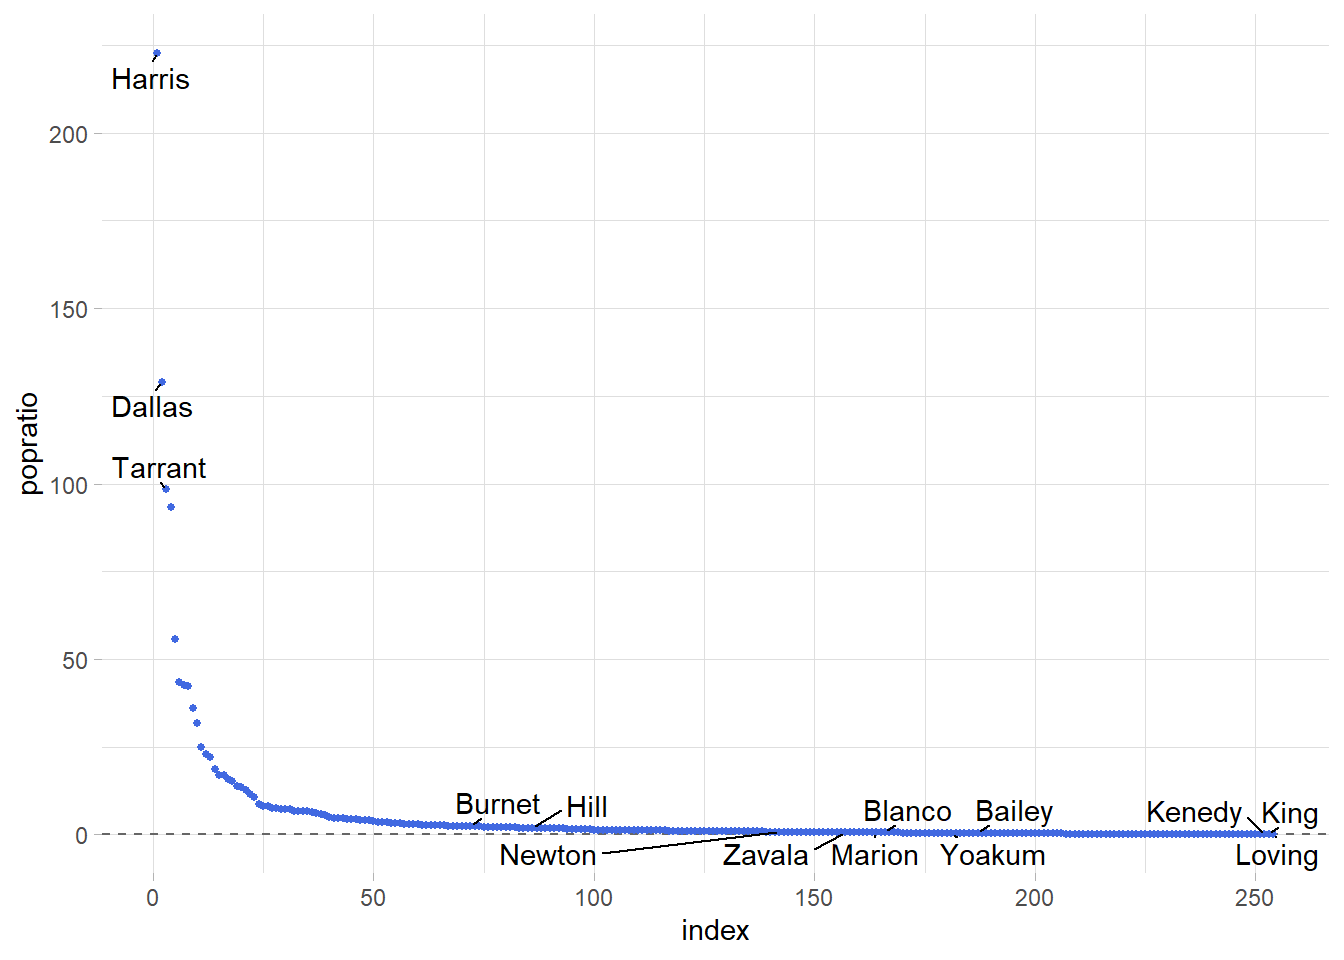 Harris
200
150
Dallas
popratio
Tarrant
100
50
Burnet
Hill
Blanco
Bailey
Kenedy
King
0
Newton
Zavala
Marion
Yoakum
Loving
0
50
100
150
200
250
index